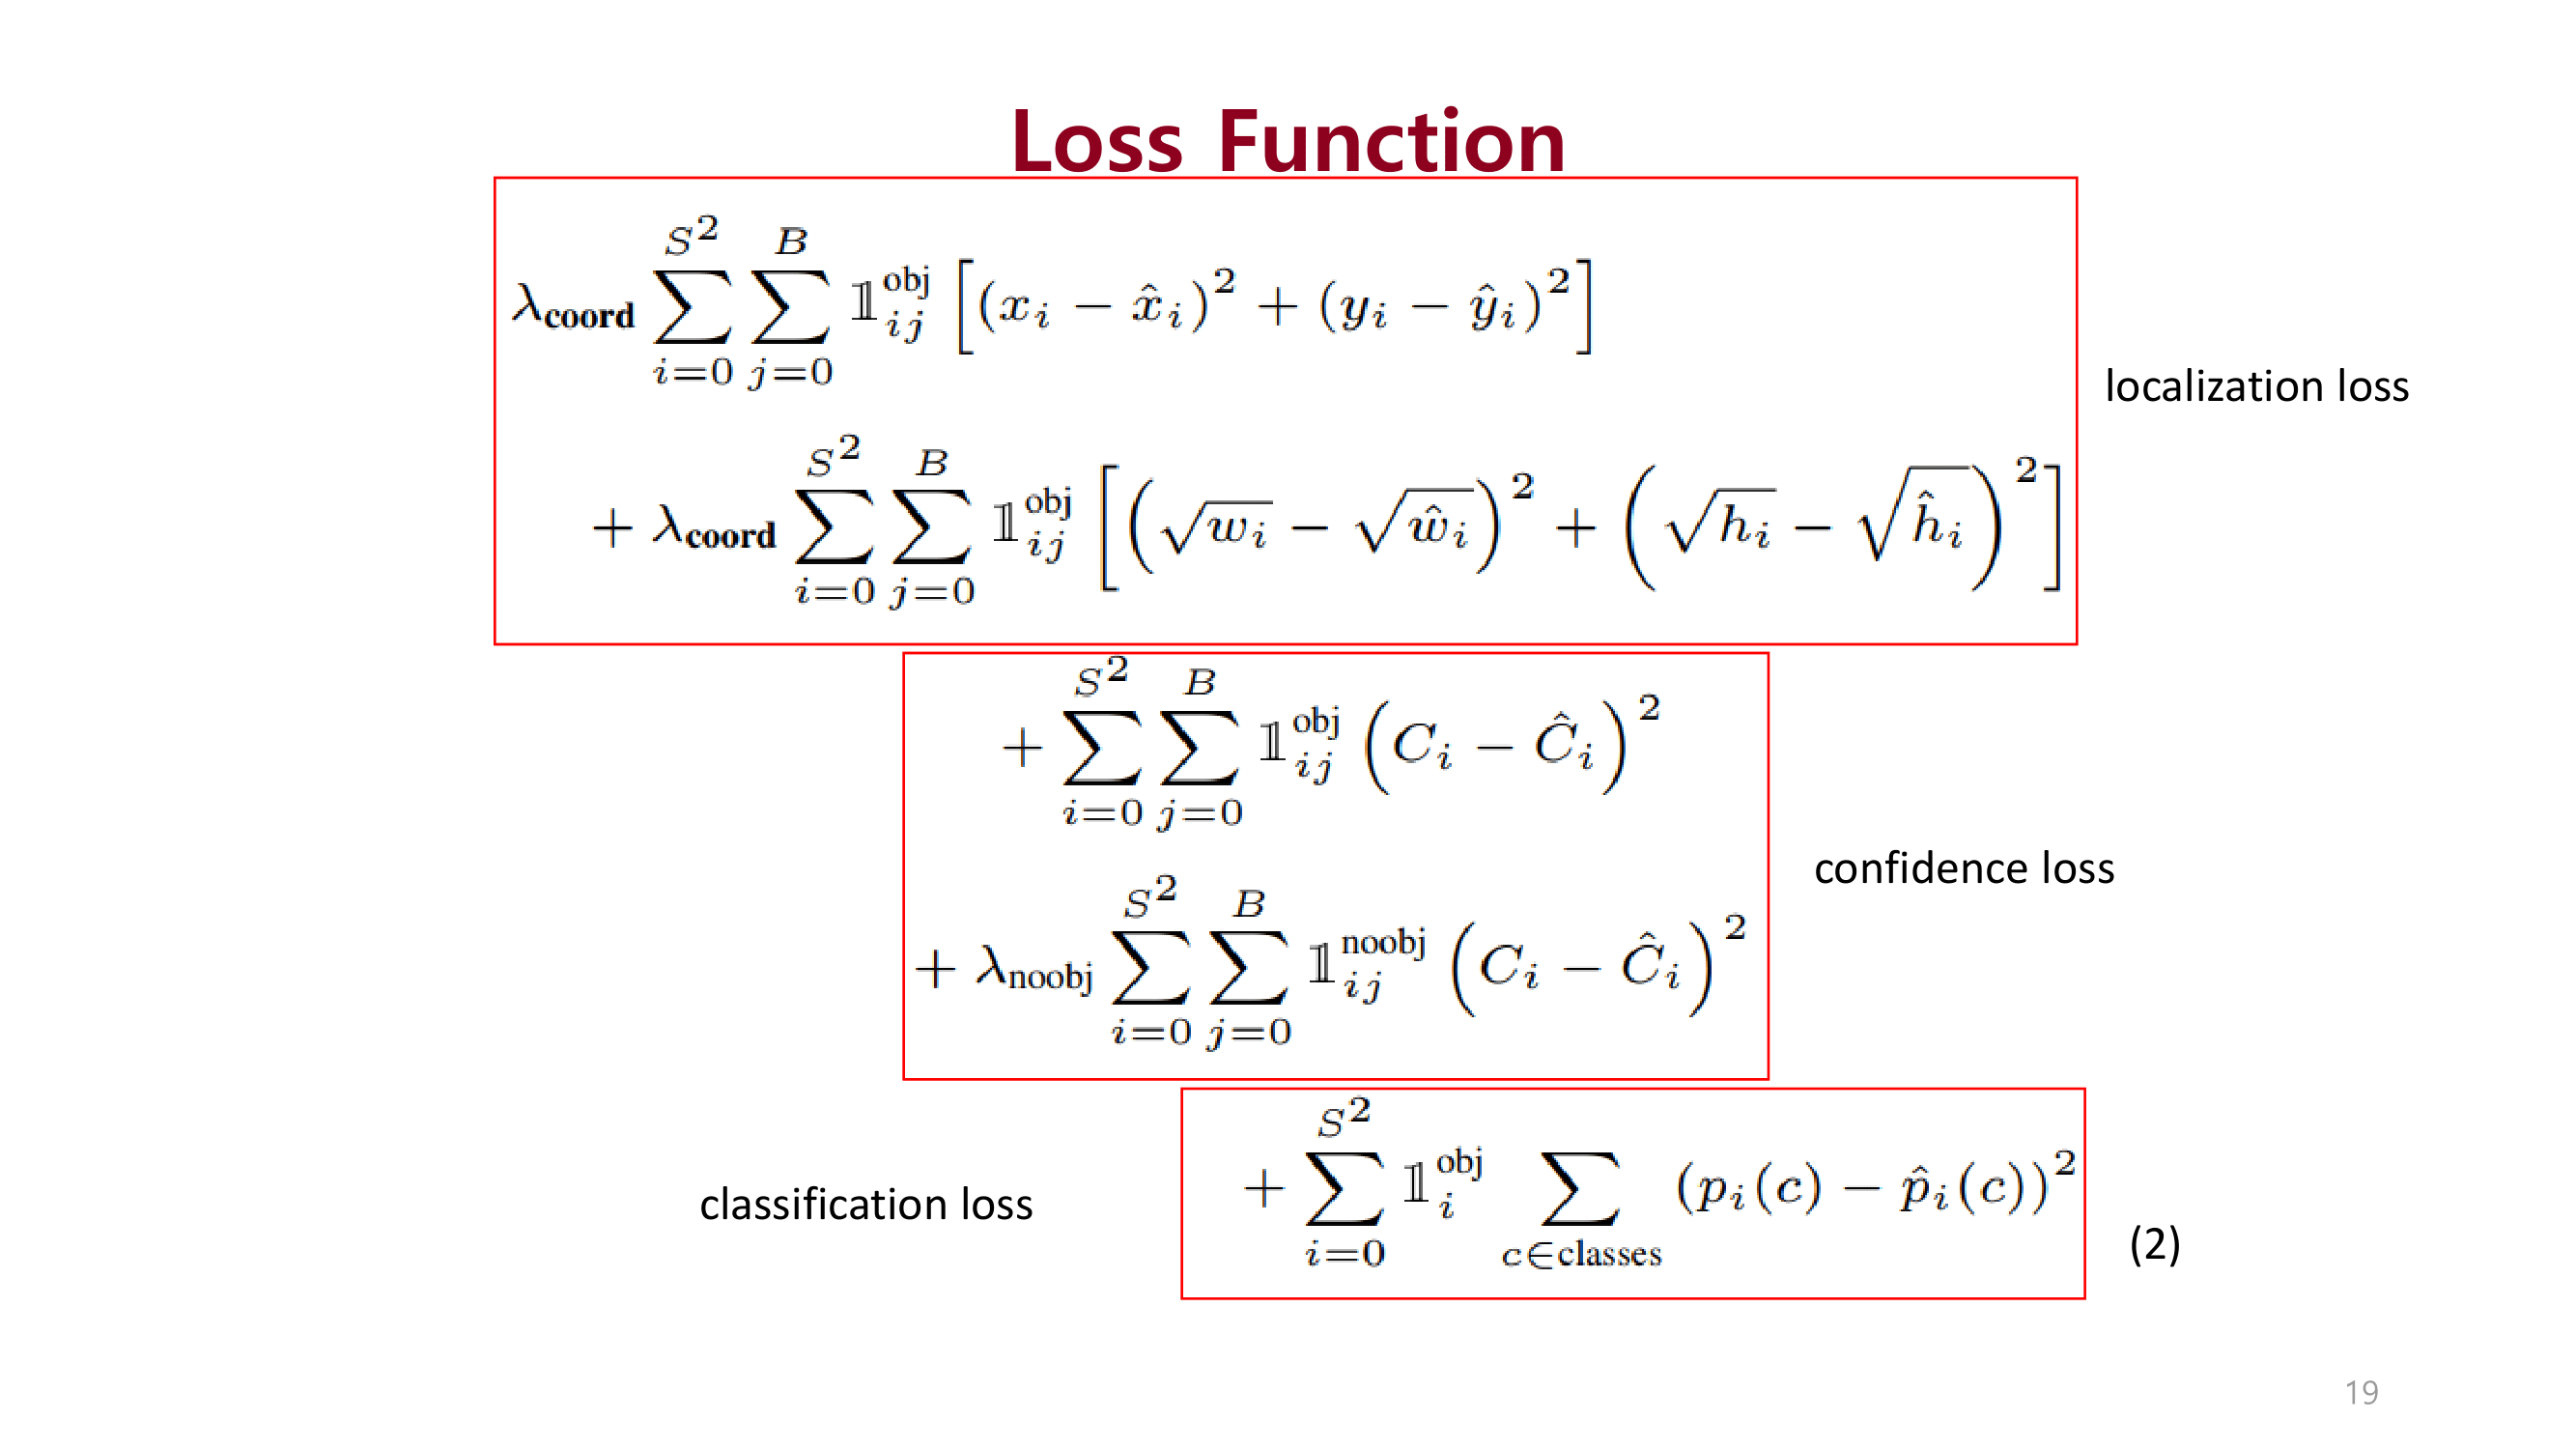 Loss Function
$$\lambda_{\textbf{coord}} \sum_{i=0}^{S^2} \sum_{j=0}^{B} \mathbb{1}_{ij}^{\text{obj}} \left[ (x_i - \hat{x}_i)^2 + (y_i - \hat{y}_i)^2 \right]$$
localization loss
$$+ \lambda_{\textbf{coord}} \sum_{i=0}^{S^2} \sum_{j=0}^{B} \mathbb{1}_{ij}^{\text{obj}} \left[ \left( \sqrt{w_i} - \sqrt{\hat{w}_i} \right)^2 + \left( \sqrt{h_i} - \sqrt{\hat{h}_i} \right)^2 \right]$$
$$+ \sum_{i=0}^{S^2} \sum_{j=0}^{B} \mathbb{1}_{ij}^{\text{obj}} \left( C_i - \hat{C}_i \right)^2$$
confidence loss
$$+ \lambda_{\text{noobj}} \sum_{i=0}^{S^2} \sum_{j=0}^{B} \mathbb{1}_{ij}^{\text{noobj}} \left( C_i - \hat{C}_i \right)^2$$
classification loss
$$+ \sum_{i=0}^{S^2} \mathbb{1}_{i}^{\text{obj}} \sum_{c \in \text{classes}} (p_i(c) - \hat{p}_i(c))^2$$
(2)
19